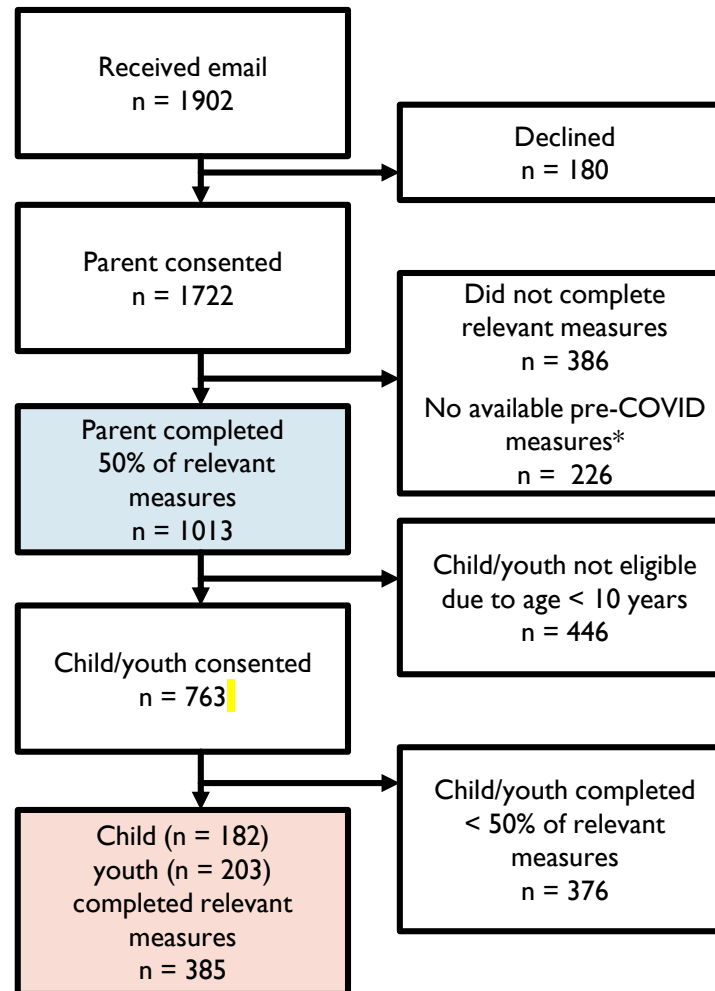 Received email
n = 1902
Declined
n = 180
Parent consented
n = 1722
Did not complete
relevant measures
n = 386
No available pre-COVID
measures*
n = 226
Parent completed
50% of relevant
measures
n = 1013
Child/youth not eligible
due to age < 10 years
n = 446
Child/youth consented
n = 763
Child/youth completed
< 50% of relevant
measures
n = 376
Child (n = 182)
youth (n = 203)
completed relevant
measures
n = 385